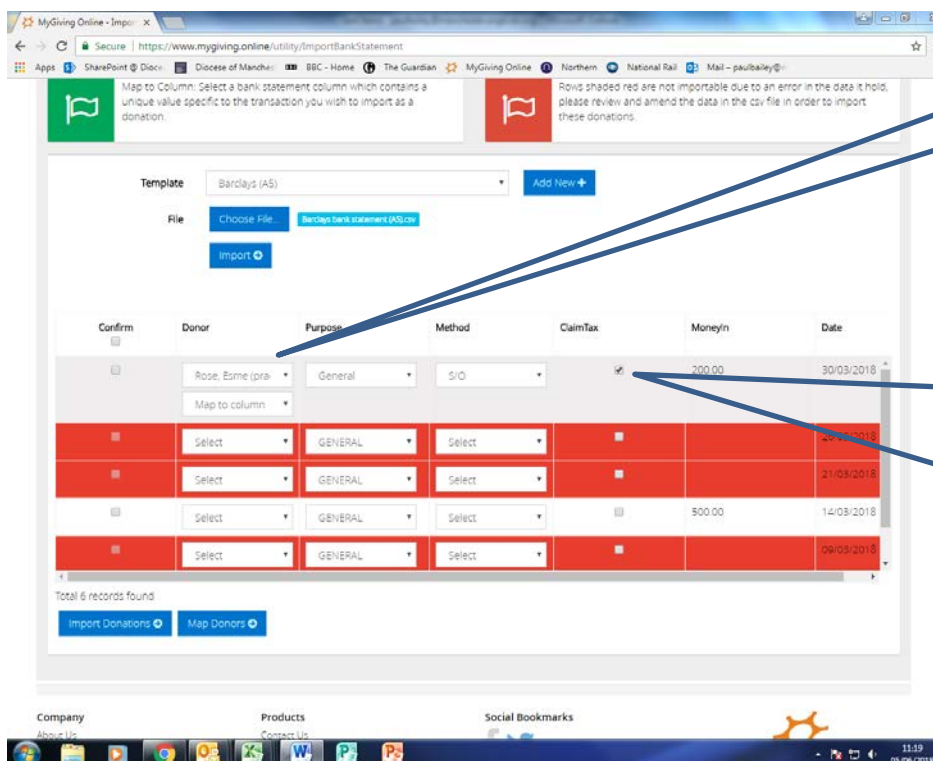 MyGiving Online - Impor
Secure | https://www.mygiving.online/utility/ImportBankStatement
Apps SharePoint @ Dioce Diocese of Manches BBC - Home The Guardian MyGiving Online Northern National Rail Mail – paulbailey@
Map to Column: Select a bank statement column which contains a
unique value specific to the transaction you wish to import as a
donation.
Rows shaded red are not importable due to an error in the data it hold,
please review and amend the data in the csv file in order to import
these donations.
Template Barclays (A5) Add New +
File Choose File... Barclays bank statement (A5).csv
Import
Confirm Donor Purpose Method ClaimTax MoneyIn Date
Rose, Esme (pra General S/O 200.00 30/03/2018
Map to column
Select GENERAL Select
Select GENERAL Select 21/03/2018
Select GENERAL Select 500.00 14/03/2018
Select GENERAL Select 09/03/2018
Total 6 records found
Import Donations Map Donors
Company Products Social Bookmarks
About Us Contact Us
11:19
05/06/2018